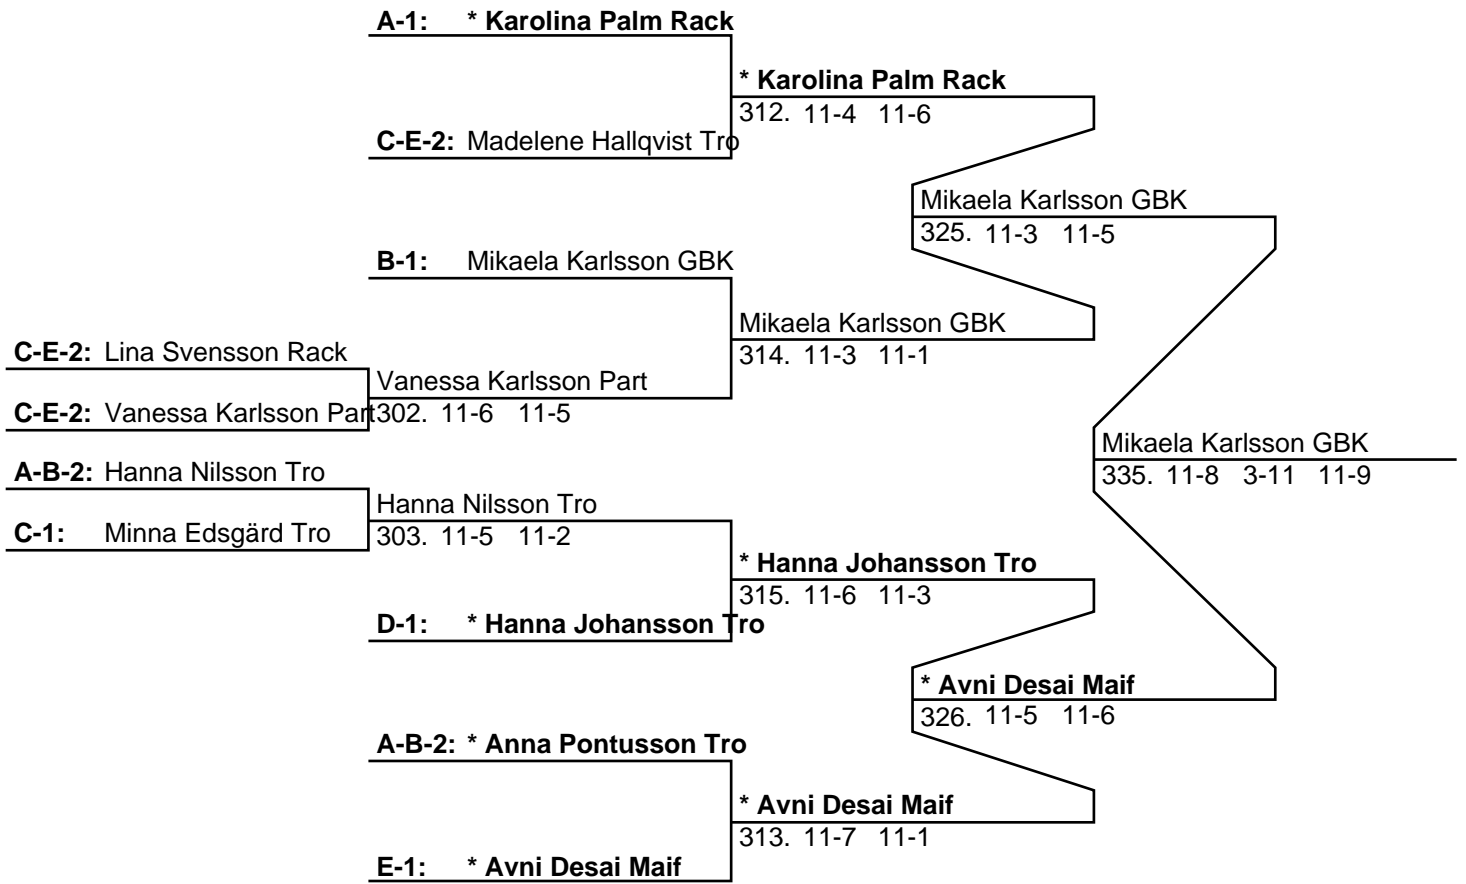 A-1: * Karolina Palm Rack
* Karolina Palm Rack
312. 11-4 11-6
C-E-2: Madelene Hallqvist Tro
Mikaela Karlsson GBK
325. 11-3 11-5
B-1: Mikaela Karlsson GBK
Mikaela Karlsson GBK
314. 11-3 11-1
C-E-2: Lina Svensson Rack
Vanessa Karlsson Part
C-E-2: Vanessa Karlsson Part
302. 11-6 11-5
Mikaela Karlsson GBK
335. 11-8 3-11 11-9
A-B-2: Hanna Nilsson Tro
Hanna Nilsson Tro
C-1: Minna Edsgärd Tro
303. 11-5 11-2
* Hanna Johansson Tro
315. 11-6 11-3
D-1: * Hanna Johansson Tro
* Avni Desai Maif
326. 11-5 11-6
A-B-2: * Anna Pontusson Tro
* Avni Desai Maif
313. 11-7 11-1
E-1: * Avni Desai Maif